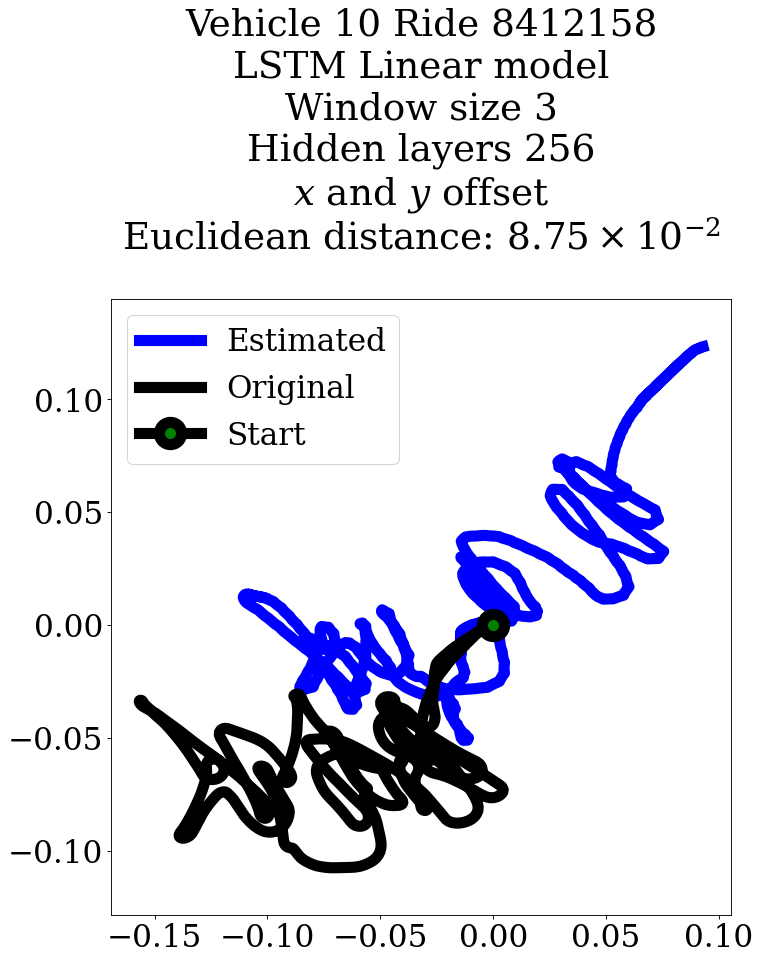 Vehicle 10 Ride 8412158
LSTM Linear model
Window size 3
Hidden layers 256
x and y offset
Euclidean distance: 8.75 × 10⁻²
Estimated
Original
Start
0.10
0.05
0.00
−0.05
−0.10
−0.15 −0.10 −0.05 0.00 0.05 0.10